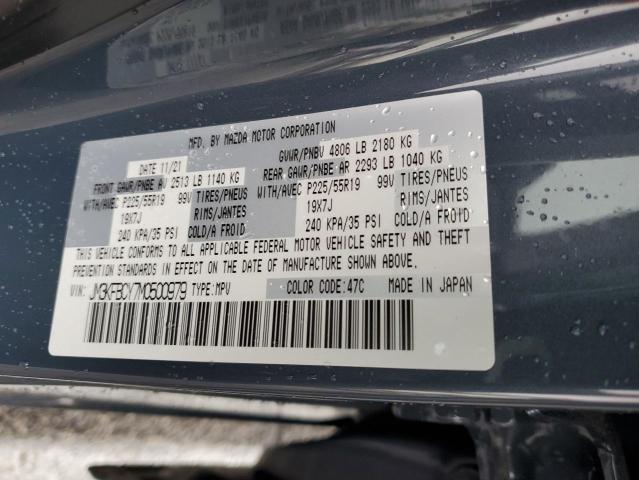 MFD. BY MAZDA MOTOR CORPORATION
DATE 11/21 GVWR/PNBV 4806 LB 2180 KG
FRONT GAWR/PNBE AV 2513 LB 1140 KG REAR GAWR/PNBE AR 2293 LB 1040 KG
WITH/AVEC P225/55R19 99V TIRES/PNEUS WITH/AVEC P225/55R19 99V TIRES/PNEUS
19X7J RIMS/JANTES 19X7J RIMS/JANTES
240 KPA/35 PSI COLD/A FROID 240 KPA/35 PSI COLD/A FROID
THIS VEHICLE CONFORMS TO ALL APPLICABLE FEDERAL MOTOR VEHICLE SAFETY AND THEFT
PREVENTION STANDARDS IN EFFECT ON THE DATE OF MANUFACTURE SHOWN ABOVE.
VIN: JM3KFBCY7M0500979 TYPE: MPV COLOR CODE: 47C MADE IN JAPAN